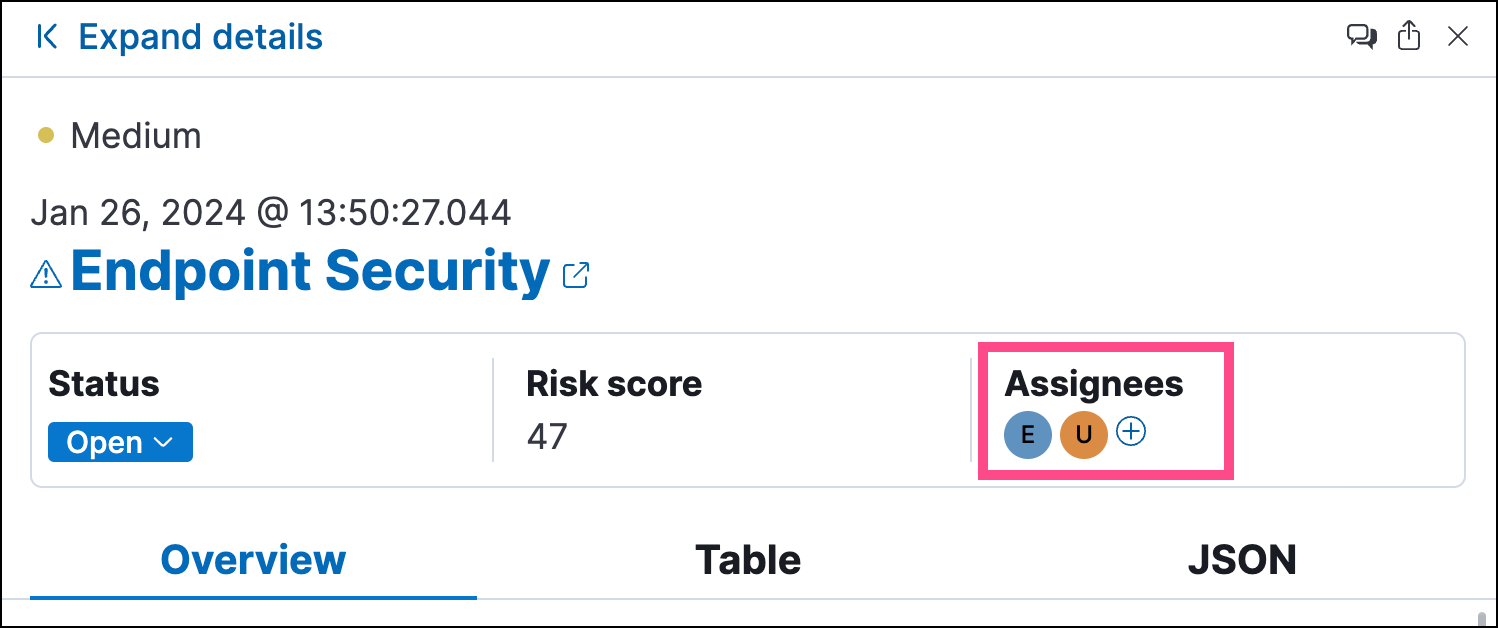 Expand details
Medium
Jan 26, 2024 @ 13:50:27.044
Endpoint Security
Status Risk score Assignees
Open 47 E U
Overview Table JSON